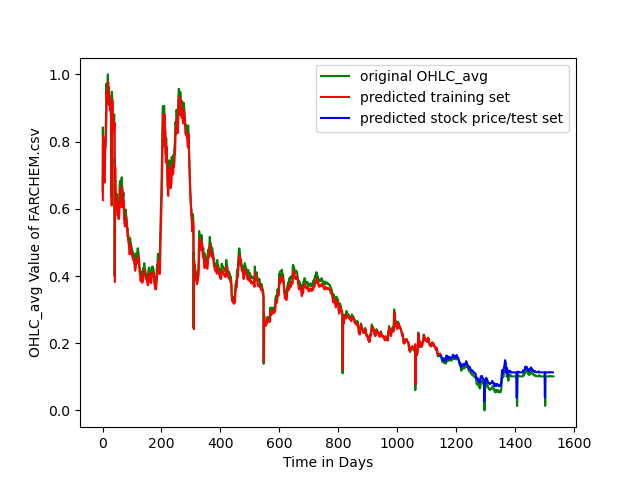 original OHLC_avg
predicted training set
predicted stock price/test set
OHLC_avg Value of FARCHEM.csv
1.0
0.8
0.6
0.4
0.2
0.0
0 200 400 600 800 1000 1200 1400 1600
Time in Days